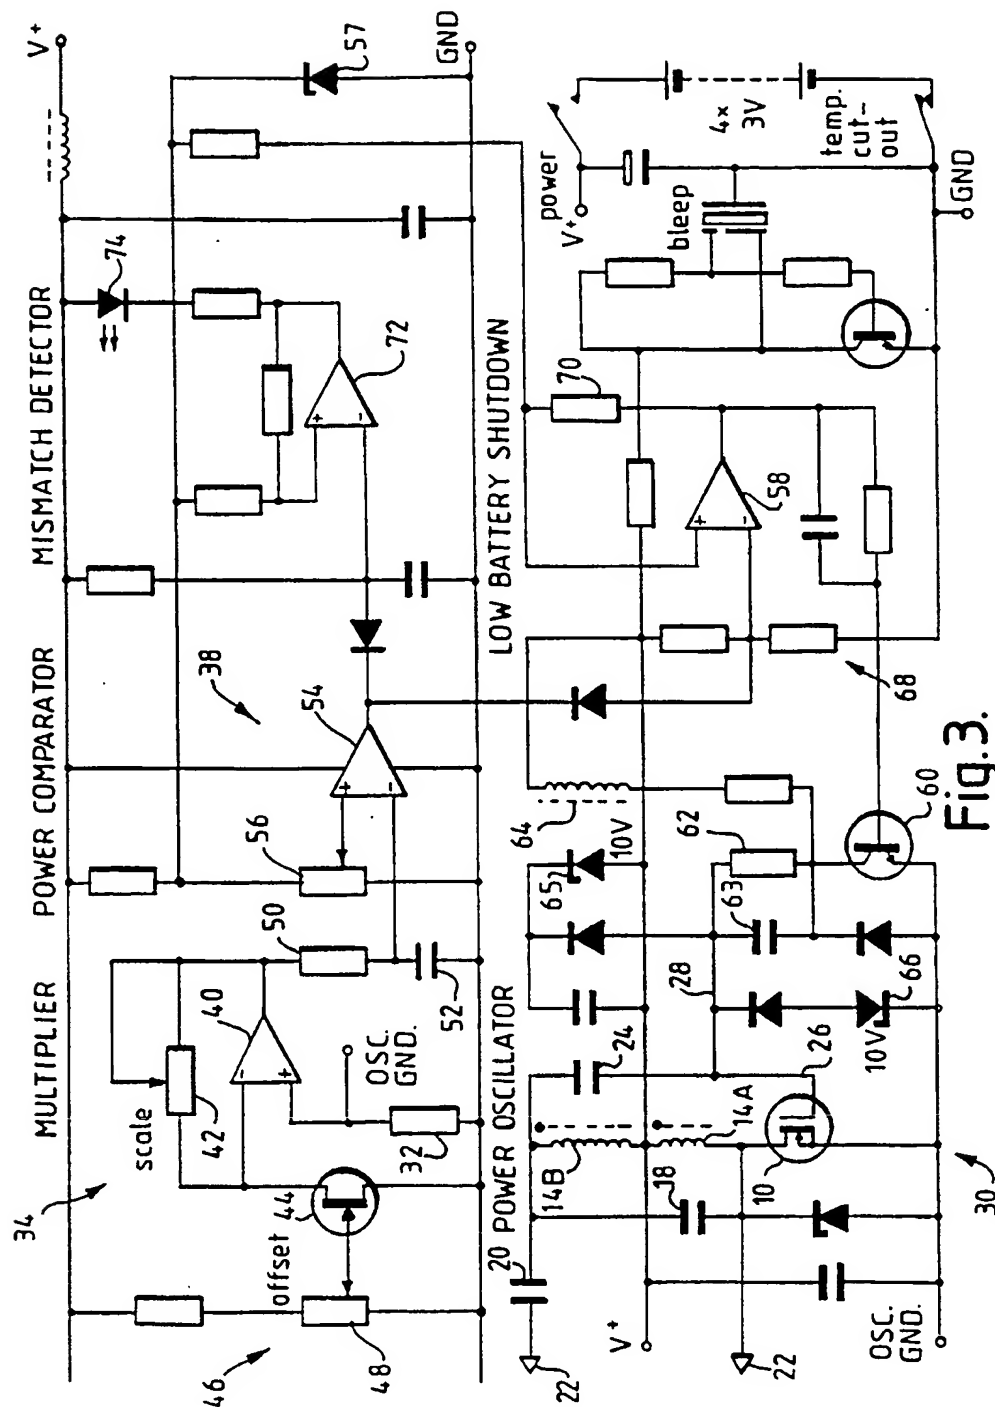 MULTIPLIER
POWER COMPARATOR
MISMATCH DETECTOR
V+
34
scale
42
40
50
56
38
54
74
72
57
GND
44
offset
32
OSC.
GND.
52
46
48
20
POWER OSCILLATOR
LOW BATTERY SHUTDOWN
22
18
14B
14A
24
28
63
65
64
62
10V
V+
22
10
26
10V
66
60
68
58
70
bleep
power
V+
4x
3V
temp.
cut-
out
GND
OSC.
GND.
30
Fig.3.